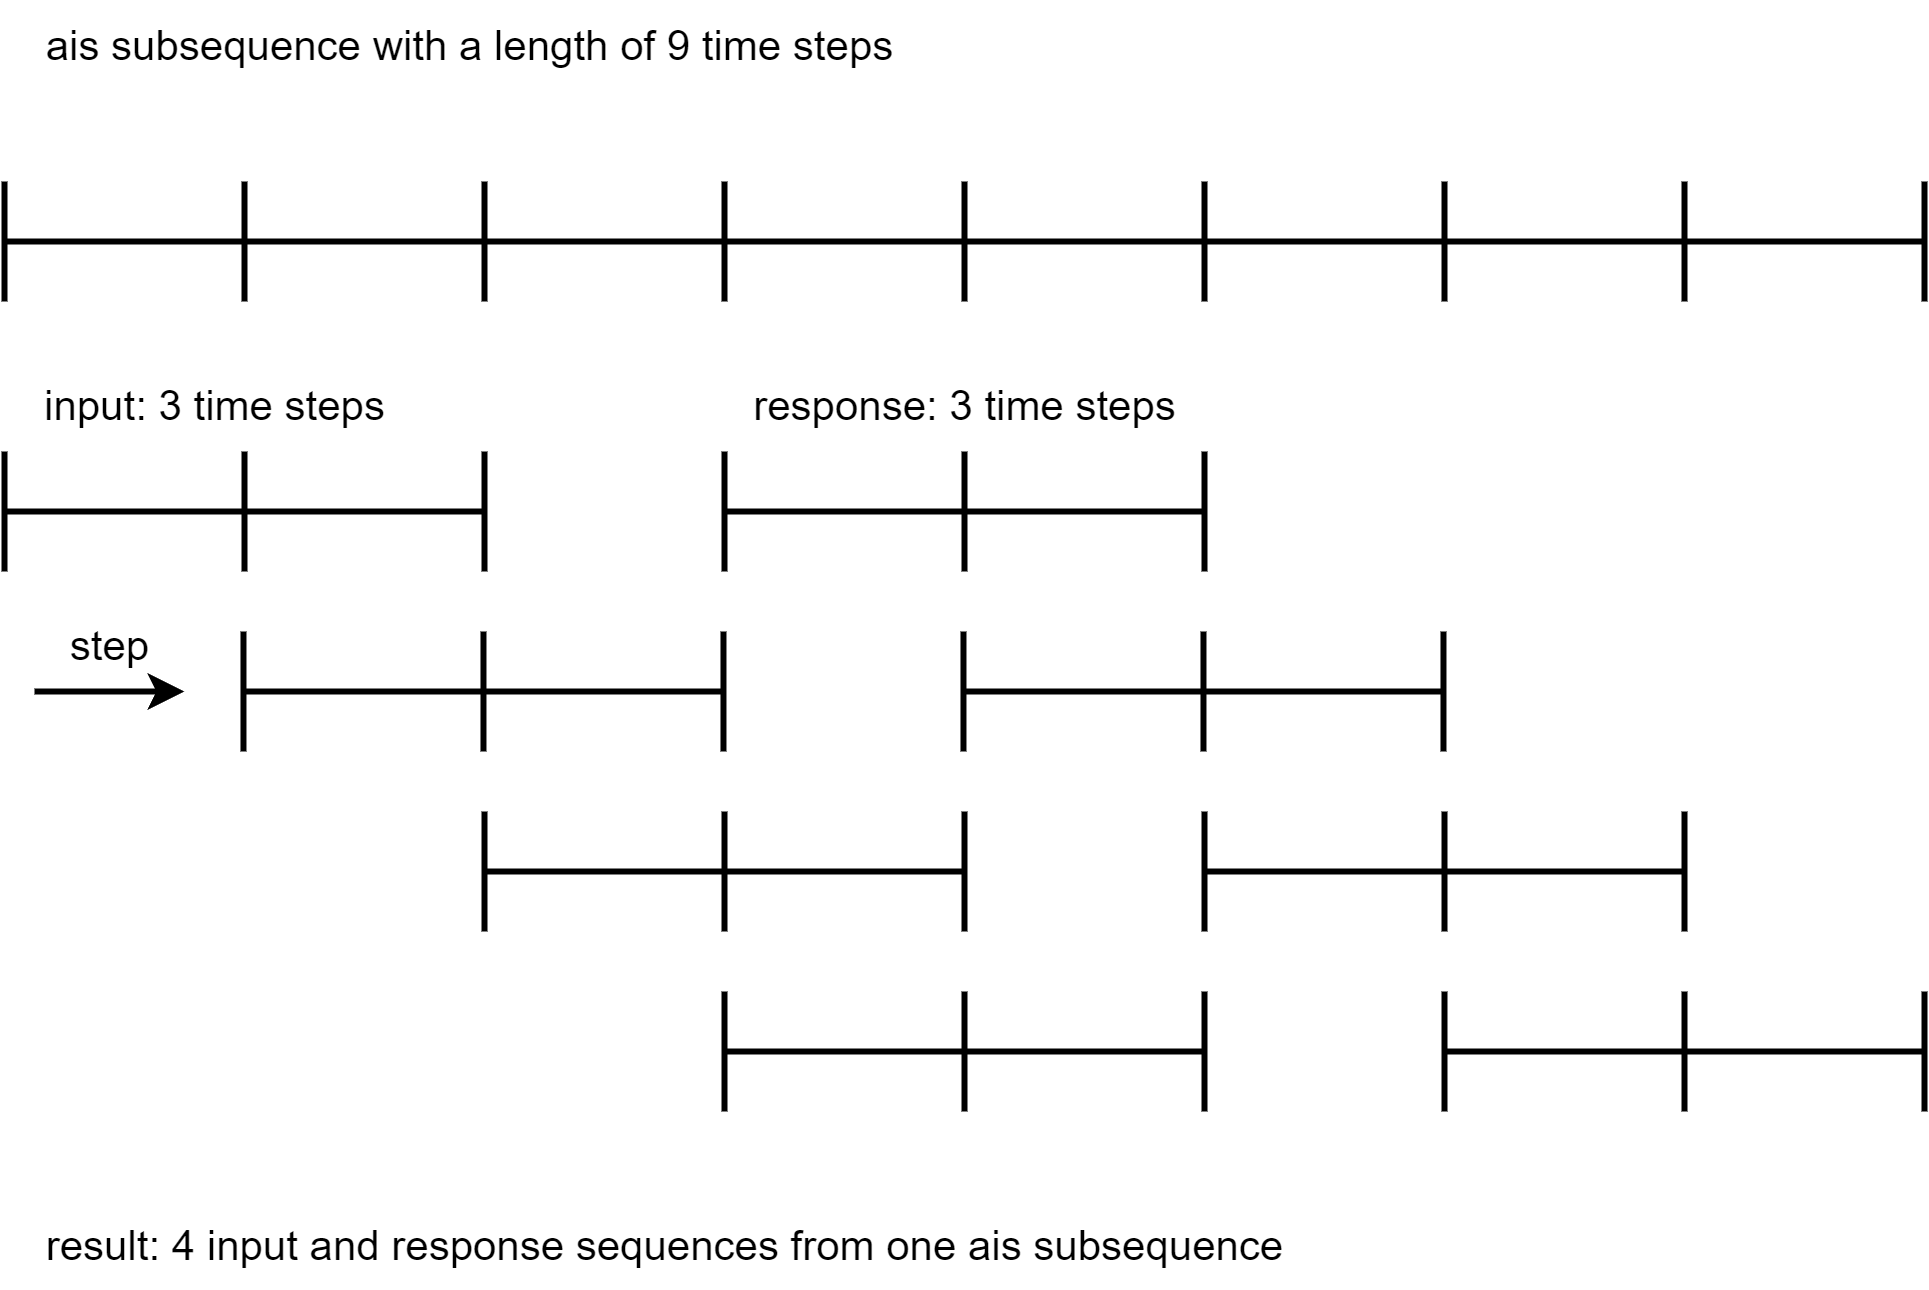 ais subsequence with a length of 9 time steps
input: 3 time steps
response: 3 time steps
step
result: 4 input and response sequences from one ais subsequence